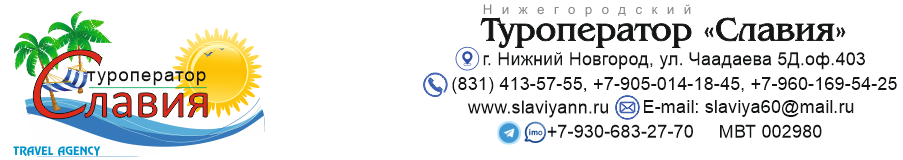 туроператор
Славия
TRAVEL AGENCY
Нижегородский
Туроператор «Славия»
г. Нижний Новгород, ул. Чаадаева 5Д.оф.403
(831) 413-57-55, +7-905-014-18-45, +7-960-169-54-25
www.slaviyann.ru E-mail: slaviya60@mail.ru
imo +7-930-683-27-70 МВТ 002980